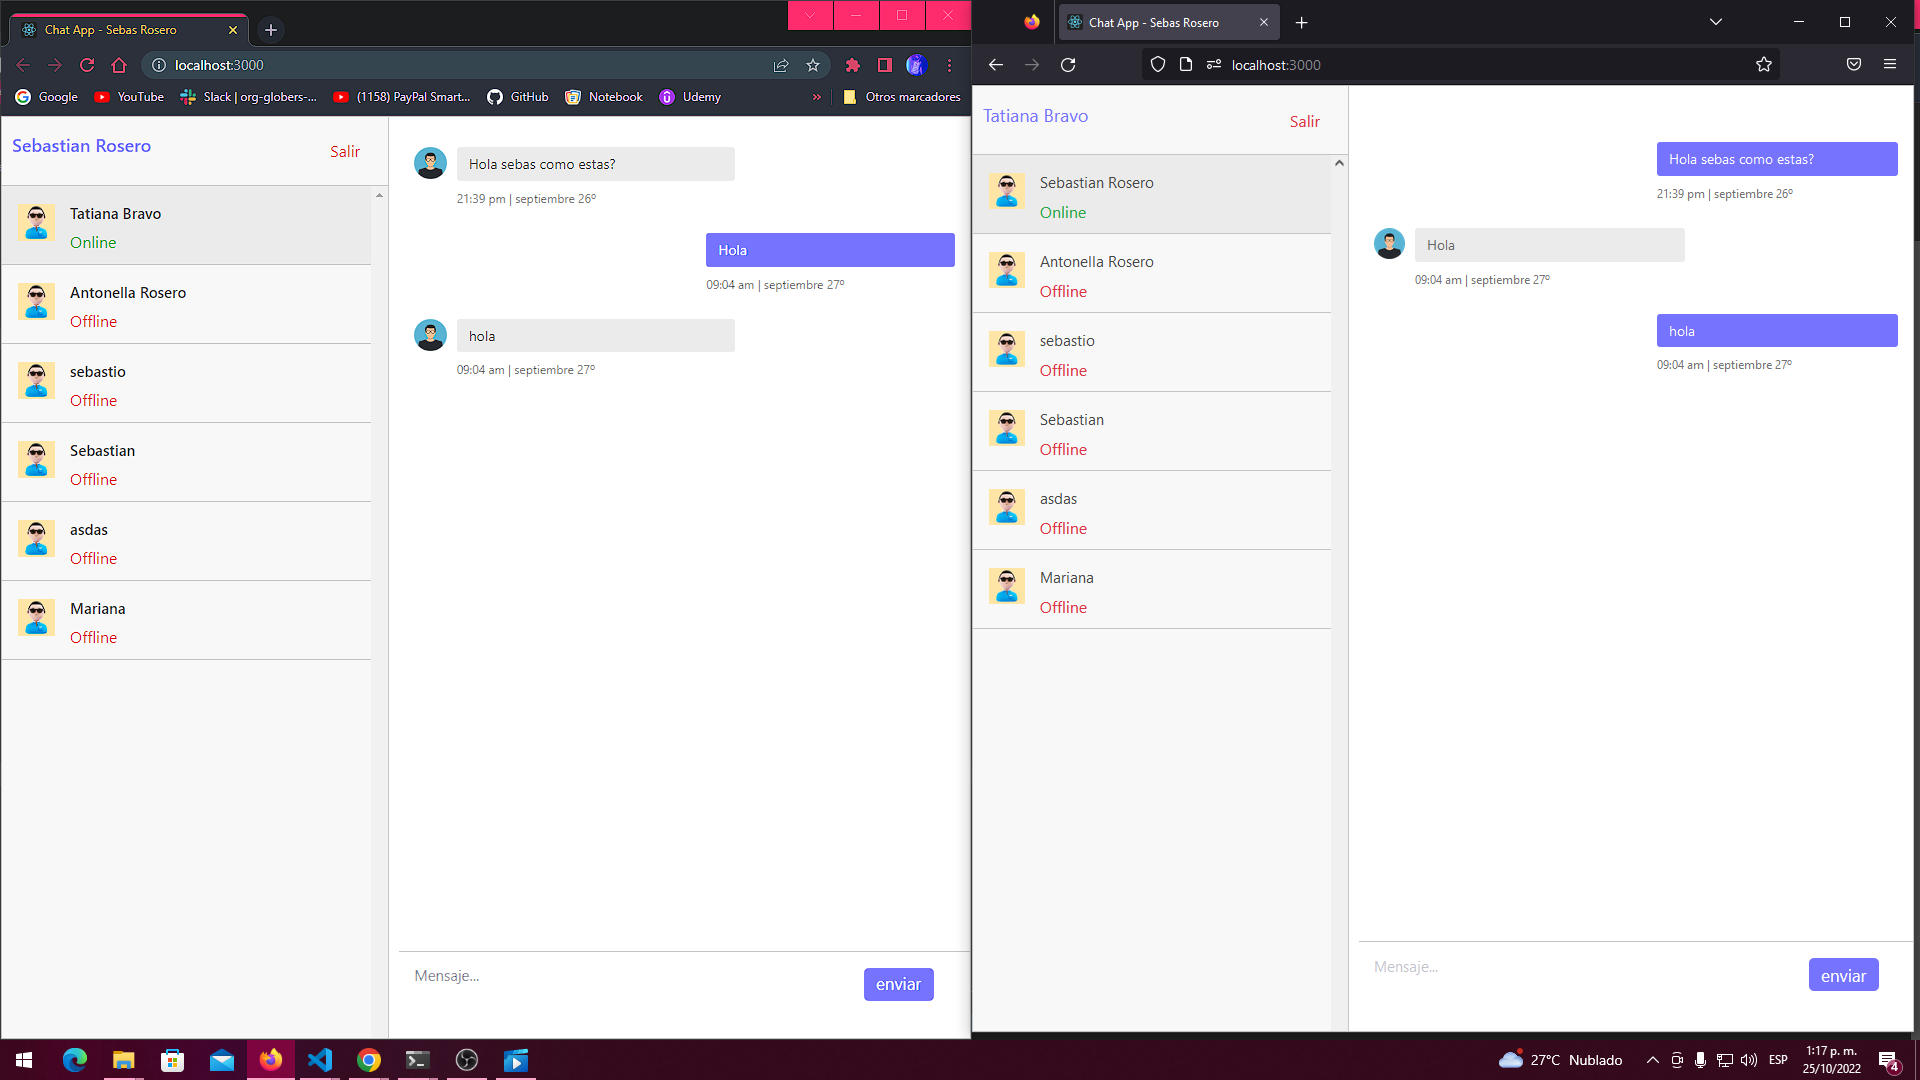 Chat App - Sebas Rosero
localhost:3000
Google YouTube Slack | org-globers-... (1158) PayPal Smart... GitHub Notebook Udemy » Otros marcadores
Sebastian Rosero
Salir
Tatiana Bravo
Online
Antonella Rosero
Offline
sebastio
Offline
Sebastian
Offline
asdas
Offline
Mariana
Offline
Hola sebas como estas?
21:39 pm | septiembre 26º
Hola
09:04 am | septiembre 27º
hola
09:04 am | septiembre 27º
Mensaje...
enviar
Chat App - Sebas Rosero
localhost:3000
Tatiana Bravo
Salir
Sebastian Rosero
Online
Antonella Rosero
Offline
sebastio
Offline
Sebastian
Offline
asdas
Offline
Mariana
Offline
Hola sebas como estas?
21:39 pm | septiembre 26º
Hola
09:04 am | septiembre 27º
hola
09:04 am | septiembre 27º
Mensaje...
enviar
27°C Nublado
ESP
1:17 p. m.
25/10/2022
4